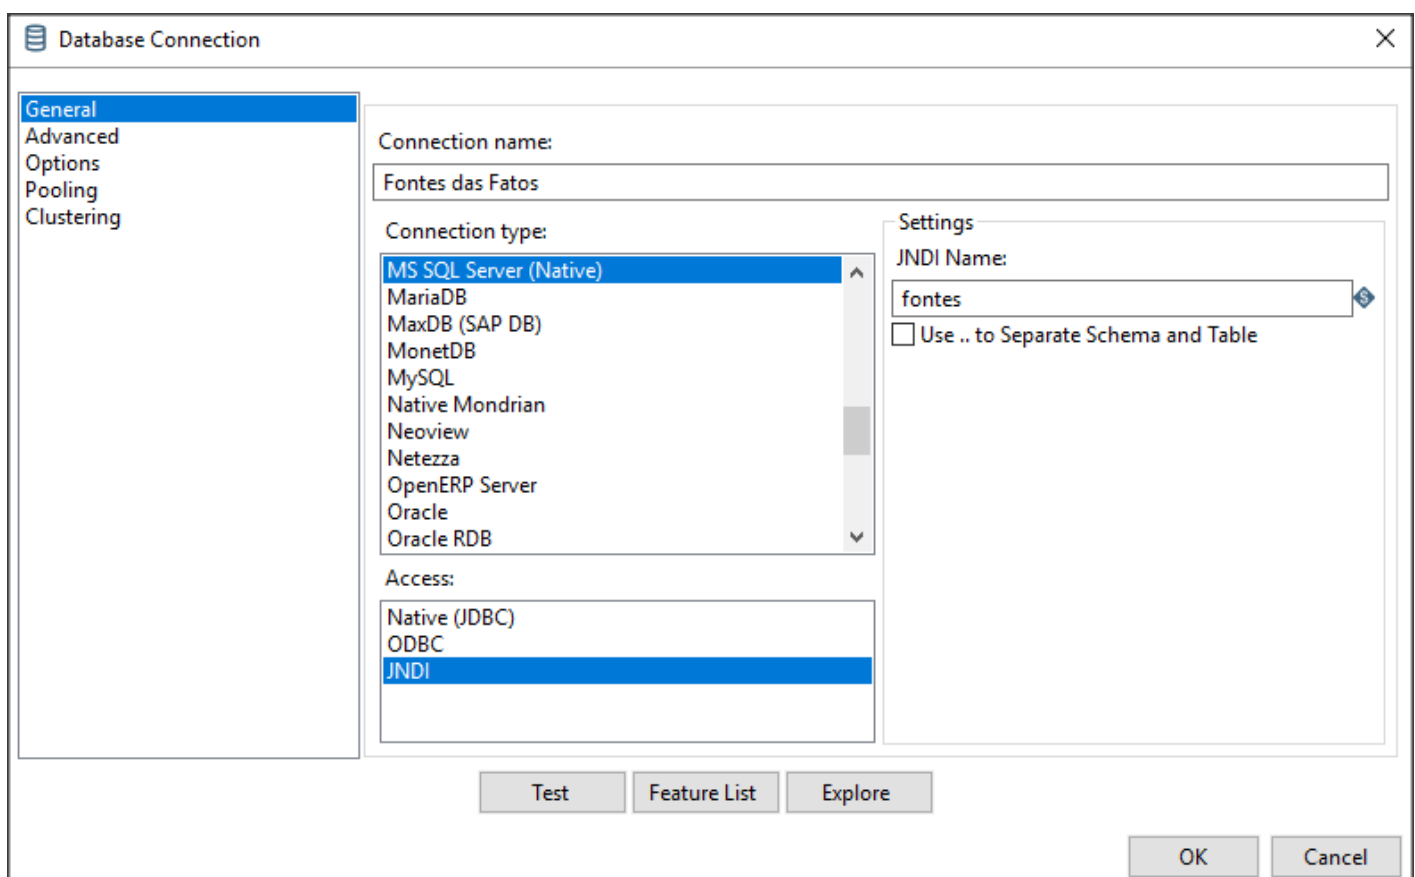 Database Connection
General
Advanced
Options
Pooling
Clustering
Connection name:
Fontes das Fatos
Connection type:
MS SQL Server (Native)
MariaDB
MaxDB (SAP DB)
MonetDB
MySQL
Native Mondrian
Neoview
Netezza
OpenERP Server
Oracle
Oracle RDB
Access:
Native (JDBC)
ODBC
JNDI
Settings
JNDI Name:
fontes
Use .. to Separate Schema and Table
Test
Feature List
Explore
OK
Cancel